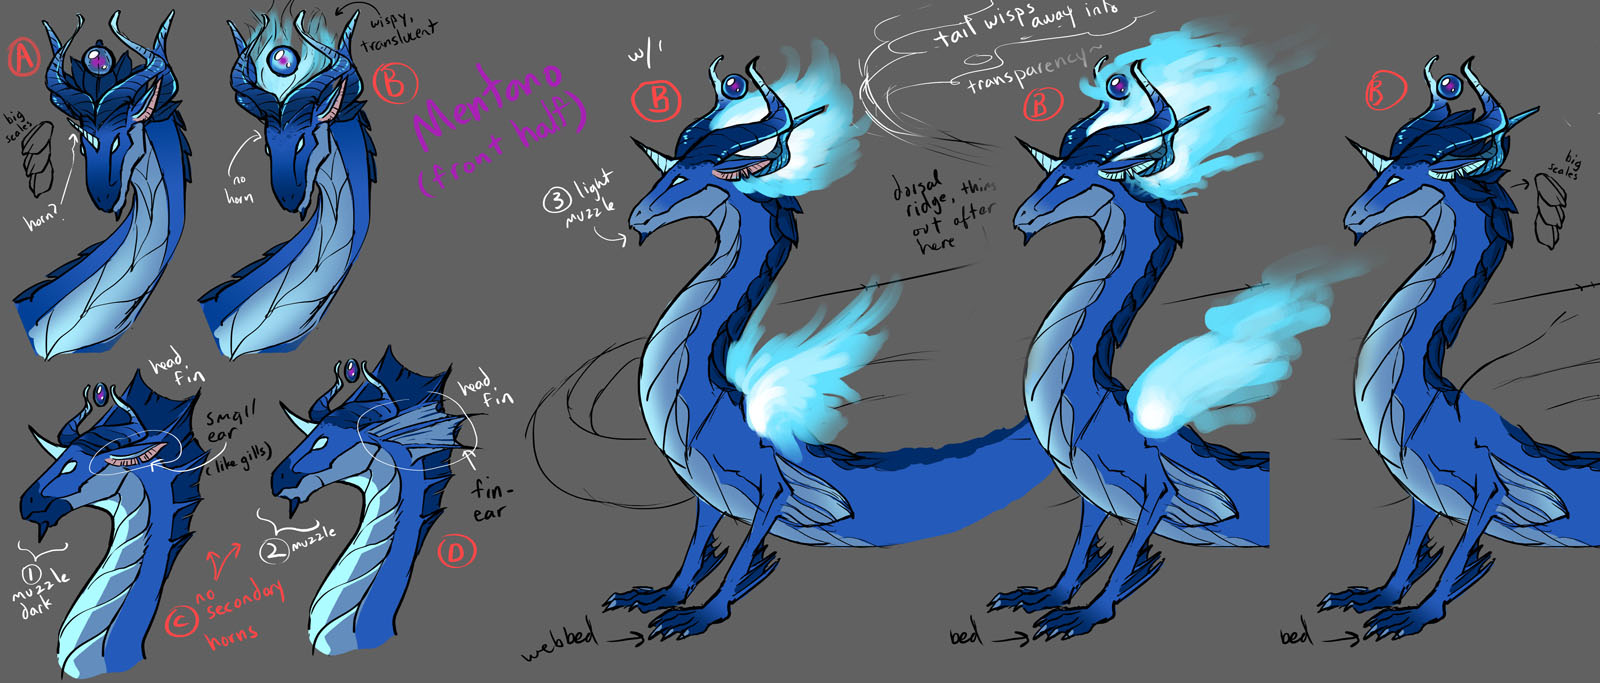 A
big
scales
horn?
B
wispy,
translucent
no
horn
Mentano
(front half)
w/
B
3 light
muzzle
tail wisps
away into
transparency~
dorsal
ridge, thins
out after
here
B
B
big
scales
head
fin
small
ear
(like gills)
1
muzzle
dark
head
fin
fin-
ear
2 muzzle
D
C no
secondary
horns
webbed
bed
bed